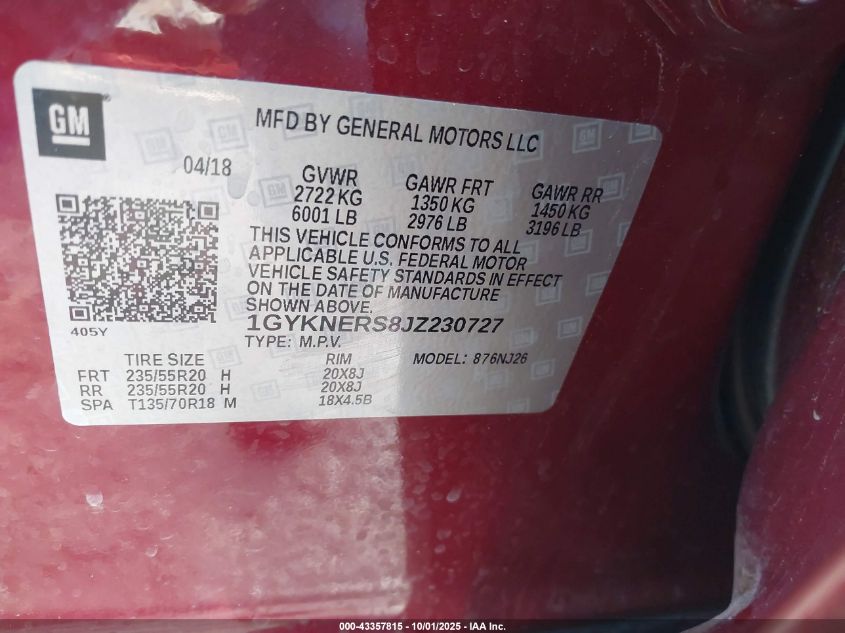 GM
MFD BY GENERAL MOTORS LLC
04/18
GVWR
2722 KG
6001 LB
GAWR FRT
1350 KG
2976 LB
GAWR RR
1450 KG
3196 LB
THIS VEHICLE CONFORMS TO ALL
APPLICABLE U.S. FEDERAL MOTOR
VEHICLE SAFETY STANDARDS IN EFFECT
ON THE DATE OF MANUFACTURE
SHOWN ABOVE.
1GYKNERS8JZ230727
405Y
TYPE: M.P.V.
MODEL: 876NJ26
TIRE SIZE RIM
FRT 235/55R20 H 20X8J
RR 235/55R20 H 20X8J
SPA T135/70R18 M 18X4.5B
000-43357815 - 10/01/2025 - IAA Inc.